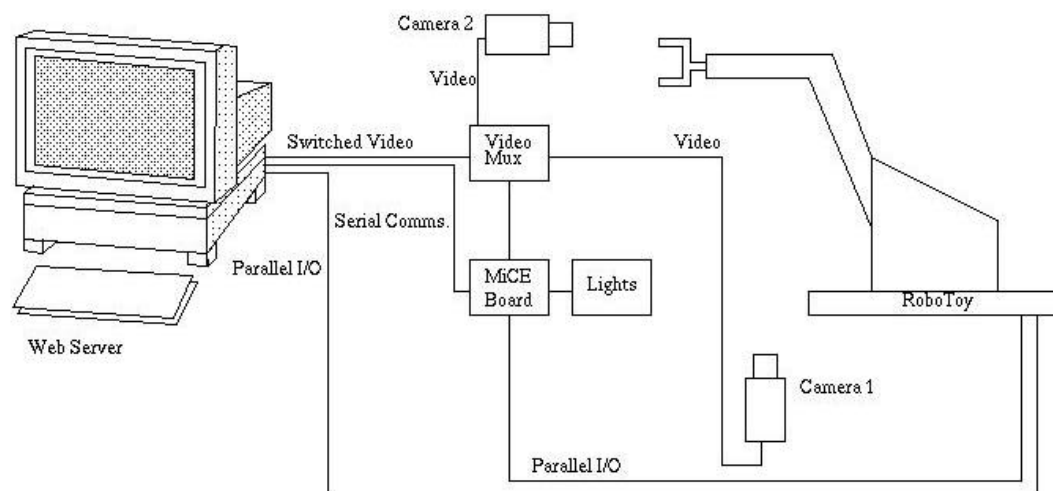 Camera 2
Video
Switched Video
Video
Mux
Video
Serial Comms.
Parallel I/O
MiCE
Board
Lights
RoboToy
Web Server
Camera 1
Parallel I/O